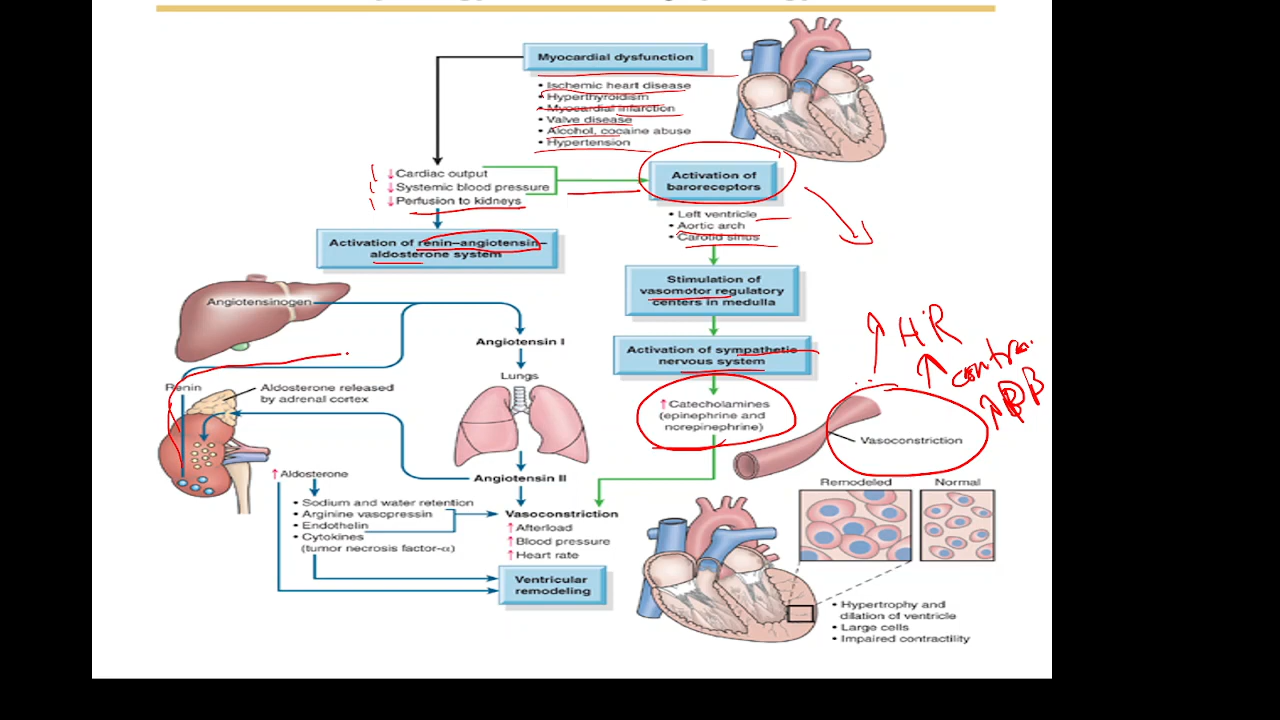 Myocardial dysfunction
• Ischemic heart disease
• Hyperthyroidism
• Myocardial infarction
• Valve disease
• Alcohol, cocaine abuse
• Hypertension
↓Cardiac output
↓Systemic blood pressure
↓Perfusion to kidneys
Activation of
baroreceptors
• Left ventricle
• Aortic arch
• Carotid sinus
Activation of renin–angiotensin–
aldosterone system
Stimulation of
vasomotor regulatory
centers in medulla
Angiotensinogen
Angiotensin I
Activation of sympathetic
nervous system
↑ HR
↑ contra.
Lungs
Renin
Aldosterone released
by adrenal cortex
↑Catecholamines
(epinephrine and
norepinephrine)
Vasoconstriction
↑Aldosterone
Angiotensin II
• Sodium and water retention
• Arginine vasopressin
• Endothelin
• Cytokines
(tumor necrosis factor-α)
Vasoconstriction
↑Afterload
↑Blood pressure
↑Heart rate
Ventricular
remodeling
Remodeled
Normal
• Hypertrophy and
dilation of ventricle
• Large cells
• Impaired contractility